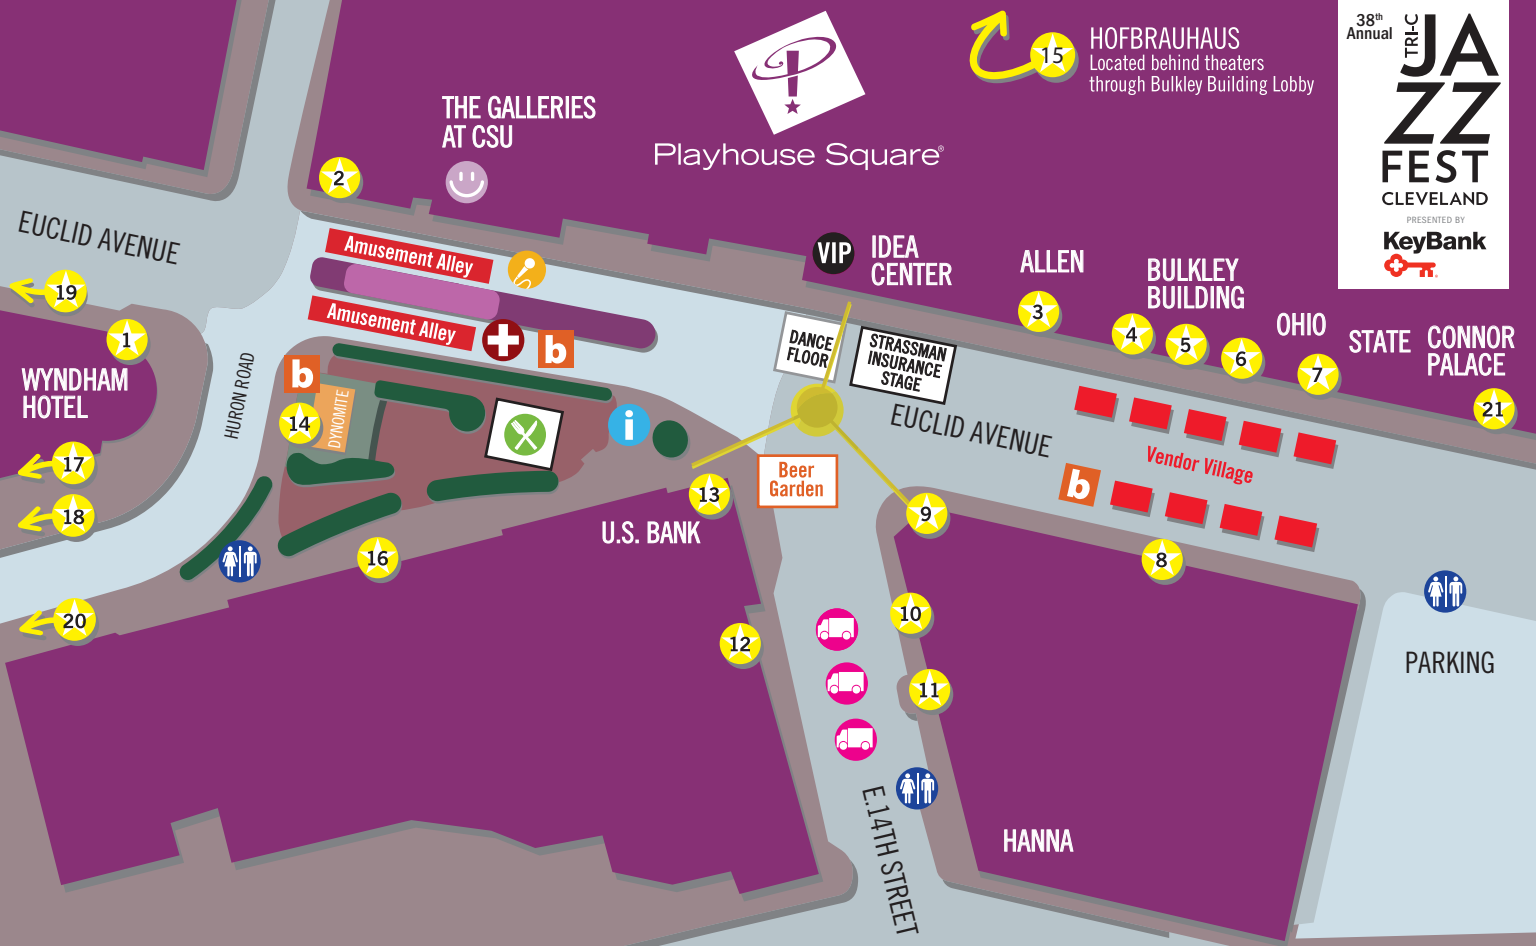 38th
Annual
TRI-C
JA
ZZ
FEST
CLEVELAND
PRESENTED BY
KeyBank
15
HOFBRAUHAUS
Located behind theaters
through Bulkley Building Lobby
Playhouse Square®
THE GALLERIES
AT CSU
2
EUCLID AVENUE
19
1
WYNDHAM
HOTEL
17
18
20
HURON ROAD
Amusement Alley
Amusement Alley
b
b
14
DYNOMITE
i
16
U.S. BANK
13
12
VIP
IDEA
CENTER
DANCE
FLOOR
STRASSMAN
INSURANCE
STAGE
Beer
Garden
EUCLID AVENUE
ALLEN
3
BULKLEY
BUILDING
4
5
6
OHIO
7
STATE
CONNOR
PALACE
21
Vendor Village
b
9
8
10
11
E.14TH STREET
HANNA
PARKING